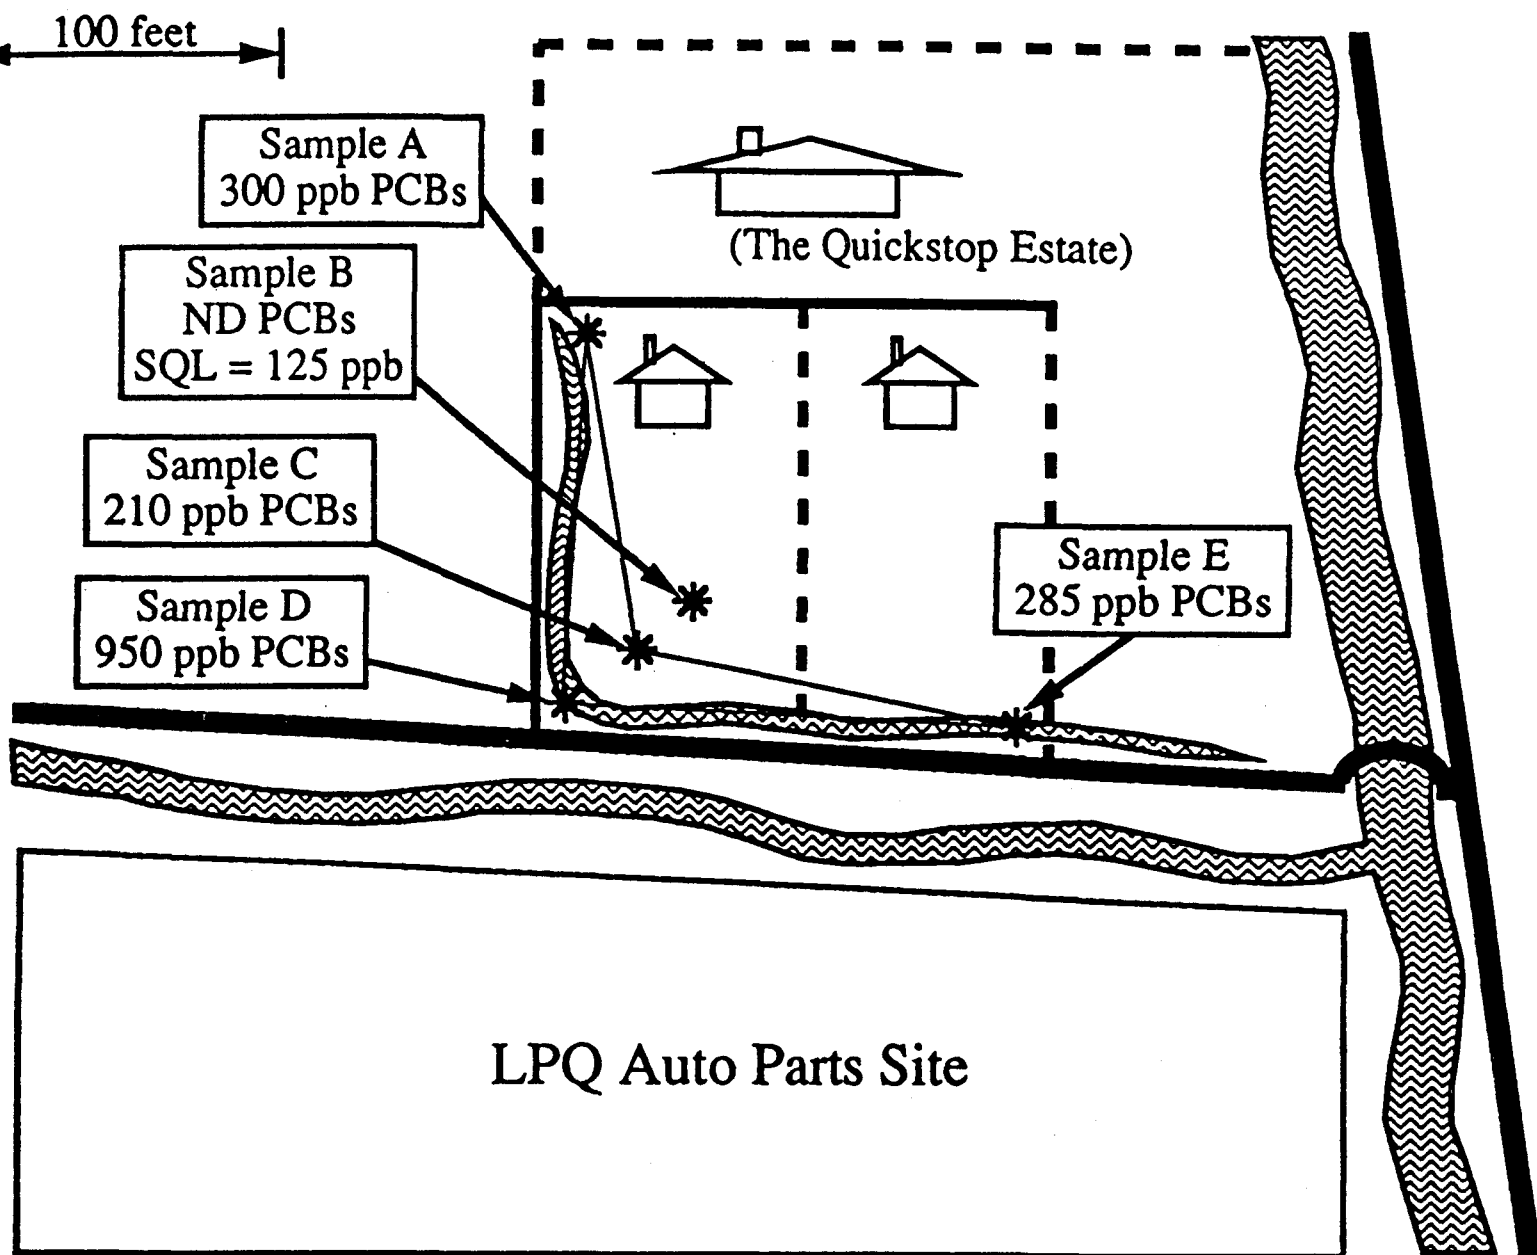 100 feet
Sample A
300 ppb PCBs
(The Quickstop Estate)
Sample B
ND PCBs
SQL = 125 ppb
Sample C
210 ppb PCBs
Sample E
285 ppb PCBs
Sample D
950 ppb PCBs
LPQ Auto Parts Site